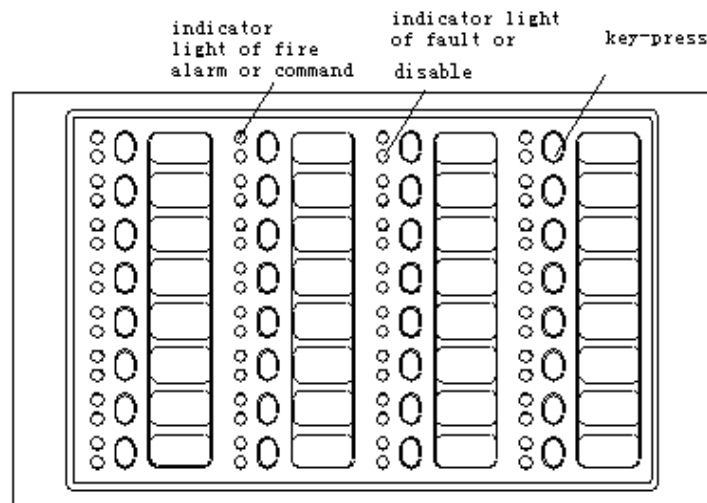 indicator
light of fire
alarm or command
indicator light
of fault or
disable
key-press